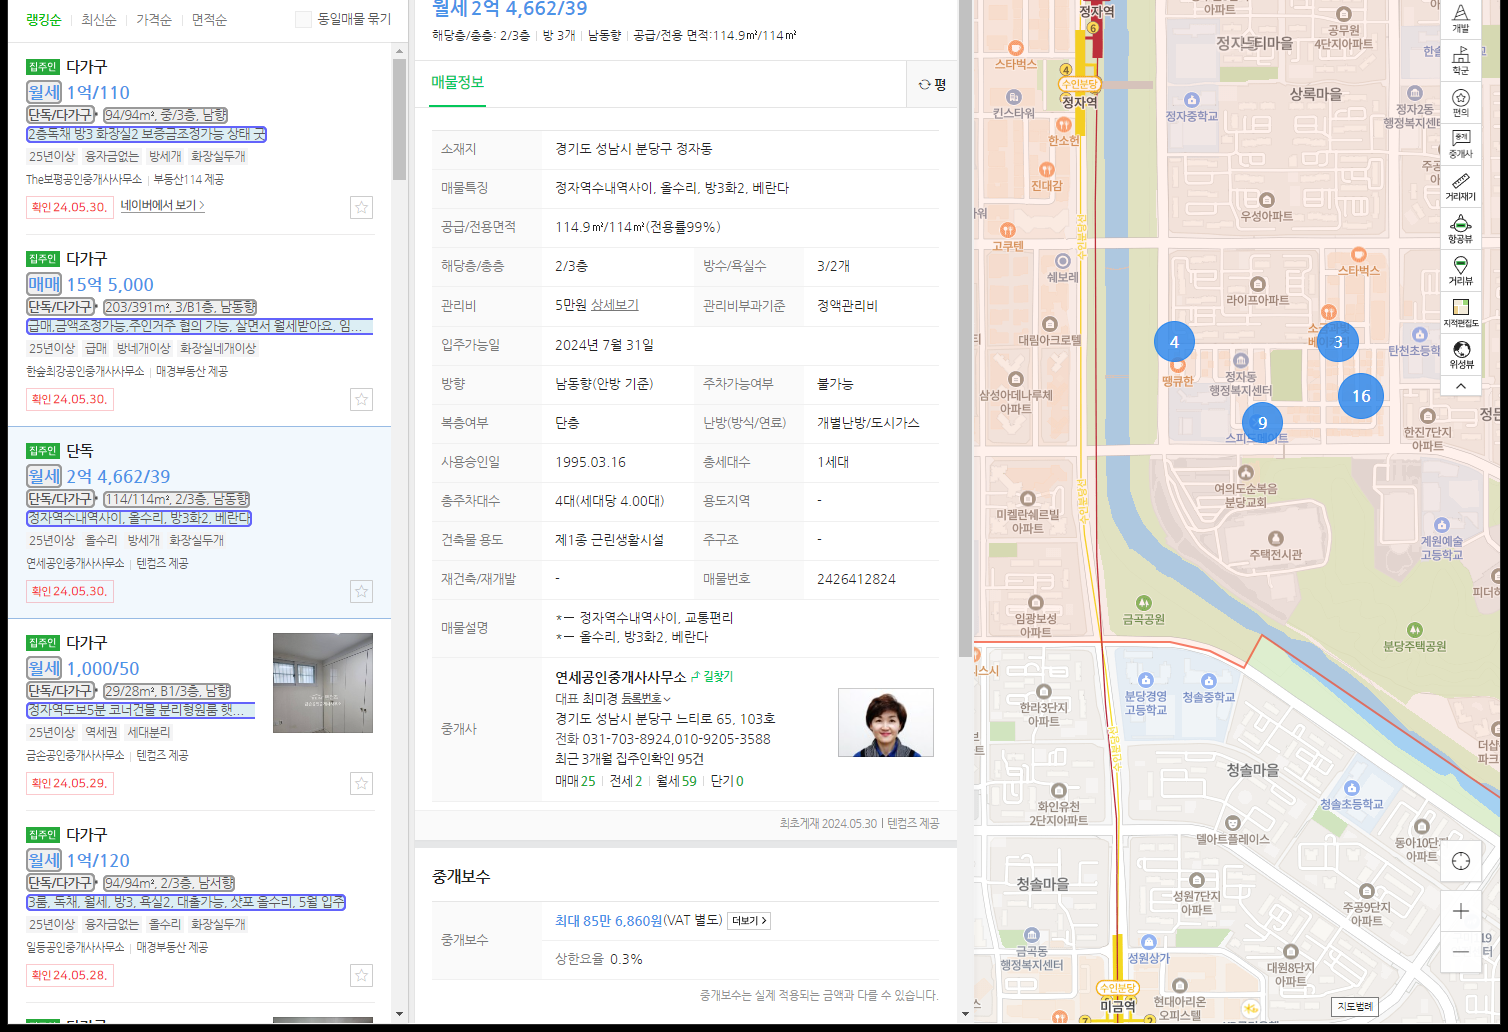 랭킹순 최신순 가격순 면적순 동일매물 묶기
집주인 다가구
월세 1억/110
단독/다가구 94/94m², 중/3층, 남향
2층독채 방3 화장실2 보증금조정가능 상태 굿
25년이상 융자금없는 방세개 화장실두개
The보평공인중개사사무소 부동산114 제공
확인 24.05.30. 네이버에서 보기 >
집주인 다가구
매매 15억 5,000
단독/다가구 203/391m², 3/B1층, 남동향
급매,금액조정가능,주인거주 협의 가능, 살면서 월세받아요, 임...
25년이상 급매 방네개이상 화장실네개이상
한숲최강공인중개사사무소 매경부동산 제공
확인 24.05.30.
집주인 단독
월세 2억 4,662/39
단독/다가구 114/114m², 2/3층, 남동향
정자역수내역사이, 올수리, 방3화2, 베란다
25년이상 올수리 방세개 화장실두개
연세공인중개사사무소 텐컴즈 제공
확인 24.05.30.
집주인 다가구
월세 1,000/50
단독/다가구 29/28m², B1/3층, 남향
정자역도보5분 코너건물 분리형원룸 햇...
25년이상 역세권 세대분리
금손공인중개사사무소 텐컴즈 제공
확인 24.05.29.
집주인 다가구
월세 1억/120
단독/다가구 94/94m², 2/3층, 남서향
3룸, 독채, 월세, 방3, 욕실2, 대출가능, 샷포 올수리, 5월 입주
25년이상 융자금없는 올수리 화장실두개
일등공인중개사사무소 매경부동산 제공
확인 24.05.28.
월세 2억 4,662/39
해당층/총층: 2/3층 방 3개 남동향 공급/전용 면적:114.9㎡/114㎡
매물정보 평
소재지 경기도 성남시 분당구 정자동
매물특징 정자역수내역사이, 올수리, 방3화2, 베란다
공급/전용면적 114.9㎡/114㎡(전용률99%)
해당층/총층 2/3층 방수/욕실수 3/2개
관리비 5만원 상세보기 관리비부과기준 정액관리비
입주가능일 2024년 7월 31일
방향 남동향(안방 기준) 주차가능여부 불가능
복층여부 단층 난방(방식/연료) 개별난방/도시가스
사용승인일 1995.03.16 총세대수 1세대
총주차대수 4대(세대당 4.00대) 용도지역 -
건축물 용도 제1종 근린생활시설 주구조 -
재건축/재개발 - 매물번호 2426412824
매물설명 *ㅡ 정자역수내역사이, 교통편리
*ㅡ 올수리, 방3화2, 베란다
중개사 연세공인중개사사무소 길찾기
대표 최미경 등록번호
경기도 성남시 분당구 느티로 65, 103호
전화 031-703-8924,010-9205-3588
최근 3개월 집주인확인 95건
매매 25 전세 2 월세 59 단기 0
최초게재 2024.05.30 텐컴즈 제공
중개보수
중개보수 최대 85만 6,860원(VAT 별도) 더보기 >
상한요율 0.3%
중개보수는 실제 적용되는 금액과 다를 수 있습니다.
정자역
6
스타벅스
4
수인분당
정자역
킨스타워
한소헌
진대감
고쿠텐
쉐보레
수인분당선
대림아크로텔
삼성아데나루체
아파트
미켈란쉐르빌
아파트
수인분당선
임광보성
아파트
아파트
정자느티마을
공무원
4단지아파트
상록마을
정자중학교
정자2동
행정복지센터
우성아파트
스타벅스
라이프아파트
4
3
16
9
땡큐한
정자동
행정복지센터
스피드메이트
탄천초등학교
한진7단지
아파트
여의도순복음
분당교회
주택전시관
계원예술
고등학교
금곡공원
분당주택공원
분당경영
고등학교
청솔중학교
한라3단지
아파트
청솔마을
청솔초등학교
화인유천
2단지아파트
델아트플레이스
동아10단지
아파트
청솔마을
성원7단지
아파트
주공9단지
아파트
금곡동
행정복지센터
성원상가
대원8단지
아파트
수인분당
미금역
현대아리온
오피스텔
7
2
개발
학군
편의
중개
중개사
거리재기
항공뷰
거리뷰
지적편집도
위성뷰
지도범례